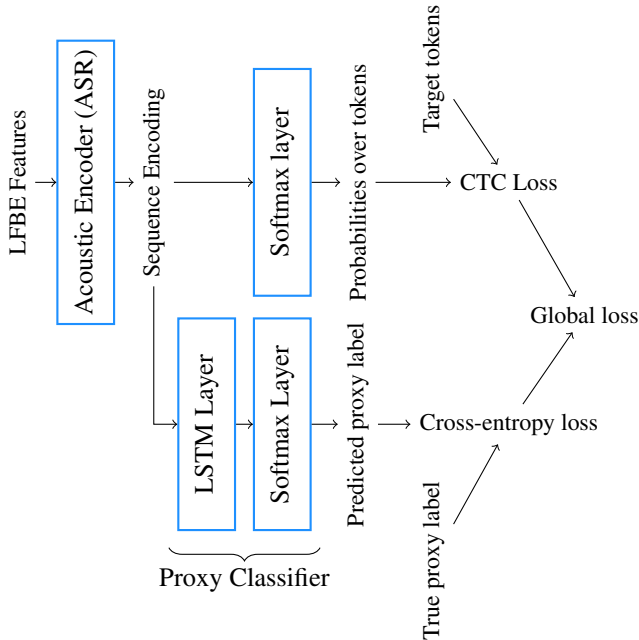 LFBE Features
Acoustic Encoder (ASR)
Sequence Encoding
Softmax layer
Probabilities over tokens
Target tokens
CTC Loss
Global loss
LSTM Layer
Softmax Layer
Predicted proxy label
Cross-entropy loss
True proxy label
Proxy Classifier